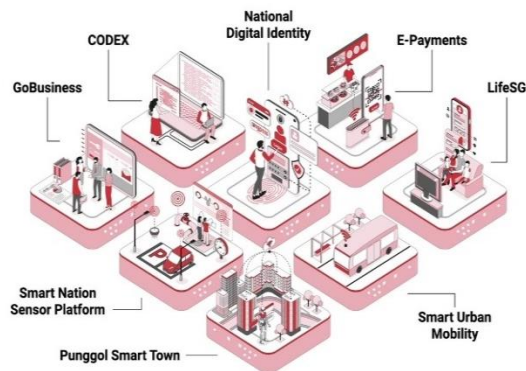 National
Digital Identity
CODEX
E-Payments
GoBusiness
LifeSG
P
Smart Nation
Sensor Platform
Smart Urban
Mobility
Punggol Smart Town